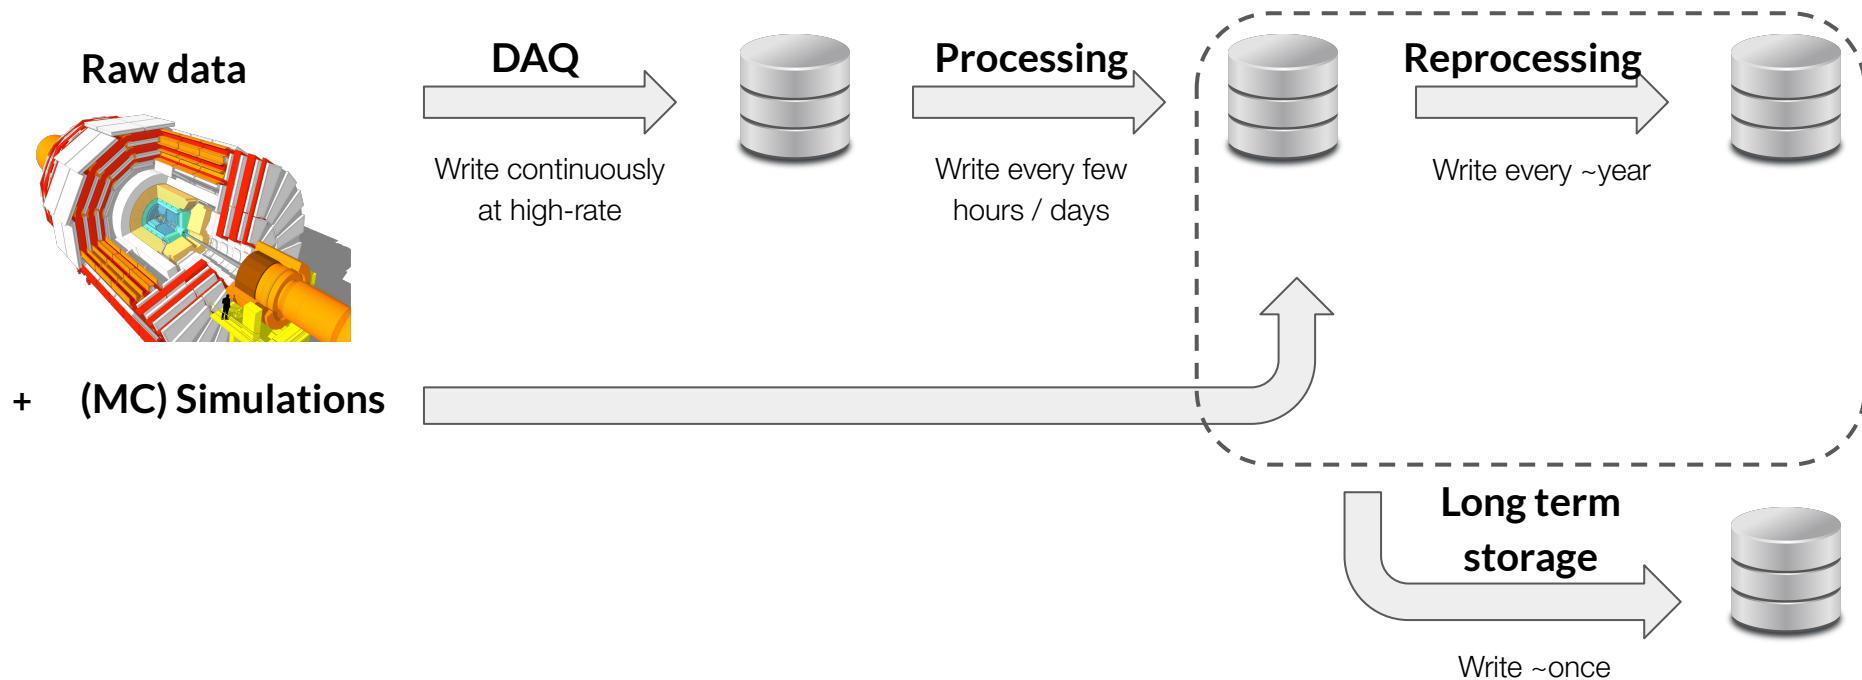 Raw data
DAQ
Write continuously
at high-rate
Processing
Write every few
hours / days
Reprocessing
Write every ~year
+ (MC) Simulations
Long term
storage
Write ~once